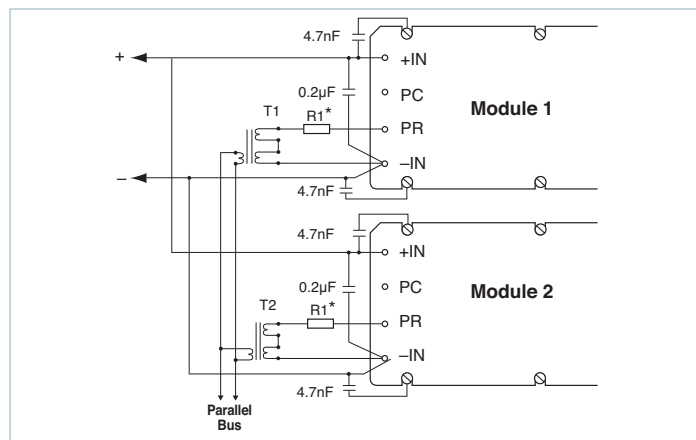 4.7nF
+
+IN
0.2µF
PC
Module 1
T1
R1*
PR
–IN
–
4.7nF
4.7nF
+IN
0.2µF
PC
Module 2
T2
R1*
PR
–IN
4.7nF
Parallel
Bus